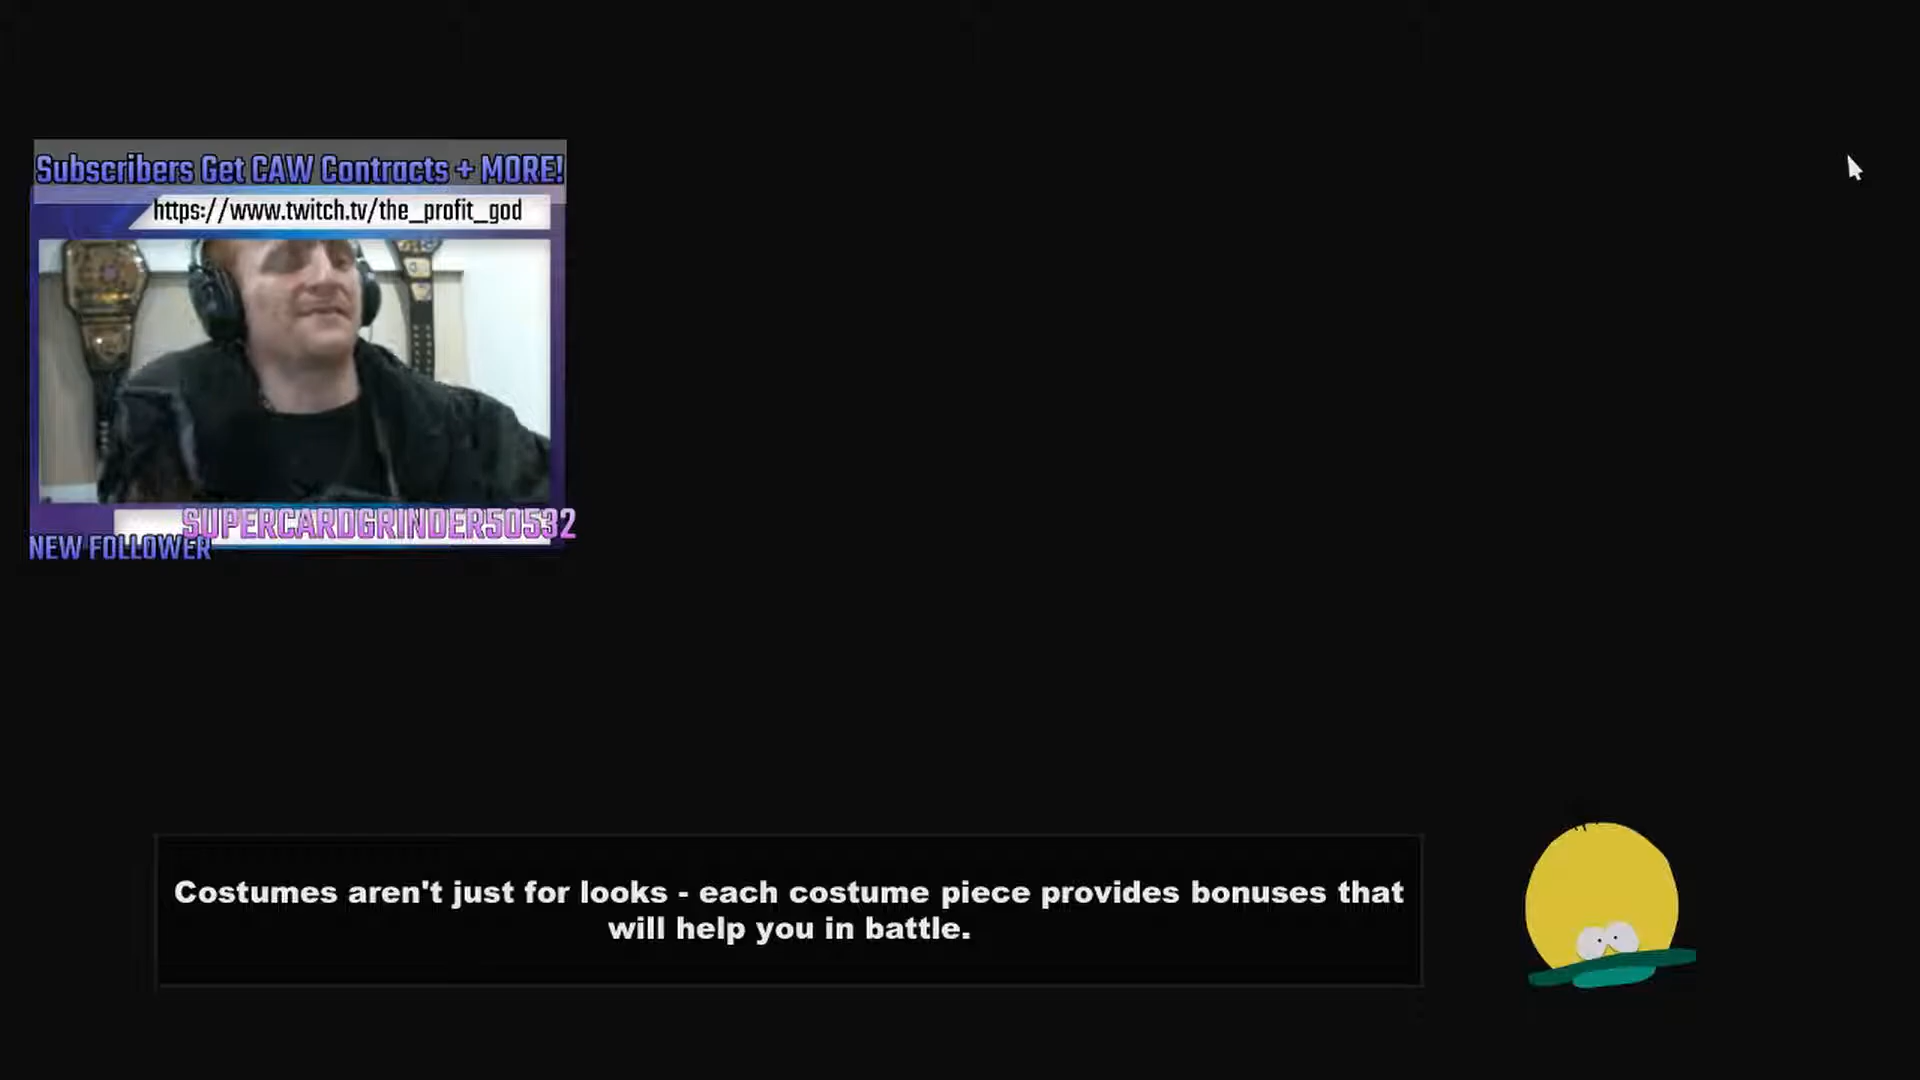 Subscribers Get CAW Contracts + MORE!
https://www.twitch.tv/the_profit_god
SUPERCARDGRINDER50532
NEW FOLLOWER
Costumes aren't just for looks - each costume piece provides bonuses that
will help you in battle.